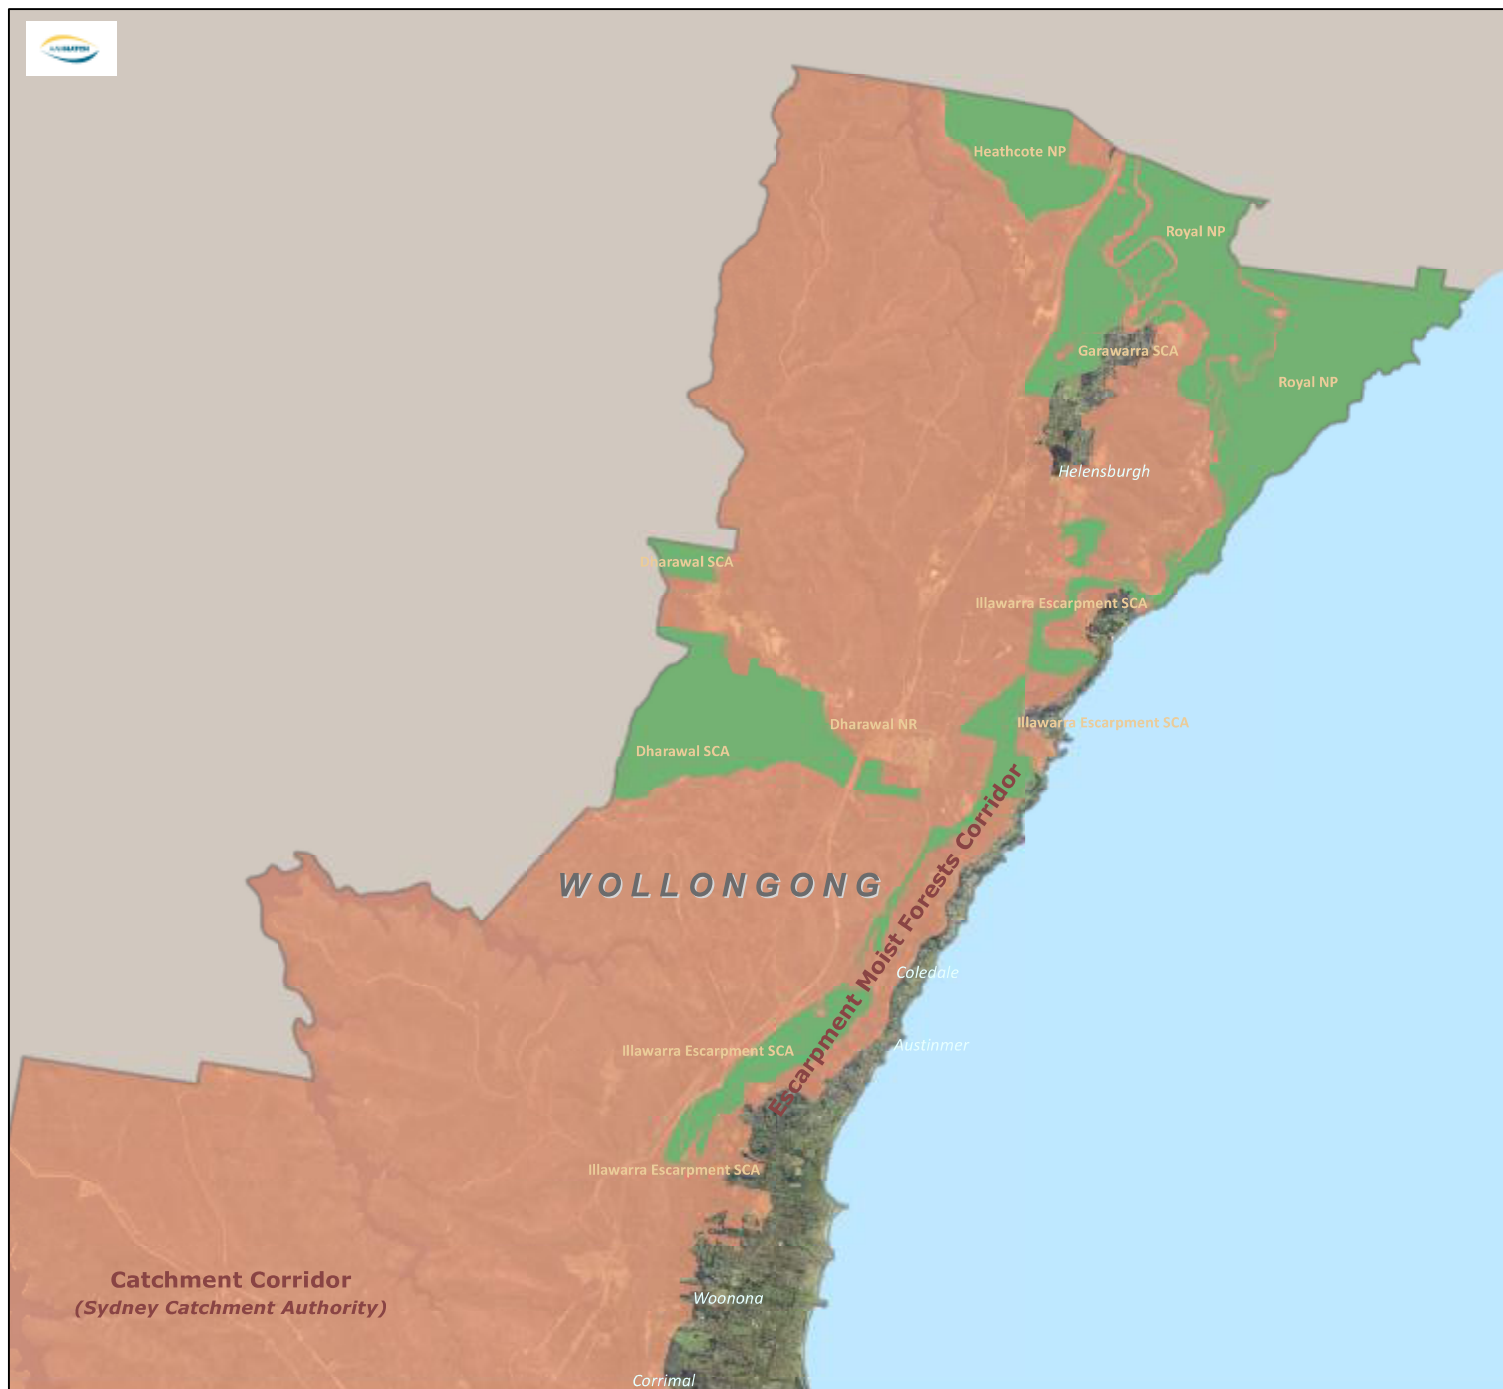 Heathcote NP
Royal NP
Garawarra SCA
Royal NP
Helensburgh
Dharawal SCA
Illawarra Escarpment SCA
Illawarra Escarpment SCA
Dharawal NR
Dharawal SCA
Escarpment Moist Forests Corridor
WOLLONGONG
Coledale
Austinmer
Illawarra Escarpment SCA
Illawarra Escarpment SCA
Catchment Corridor
(Sydney Catchment Authority)
Woonona
Corrimal